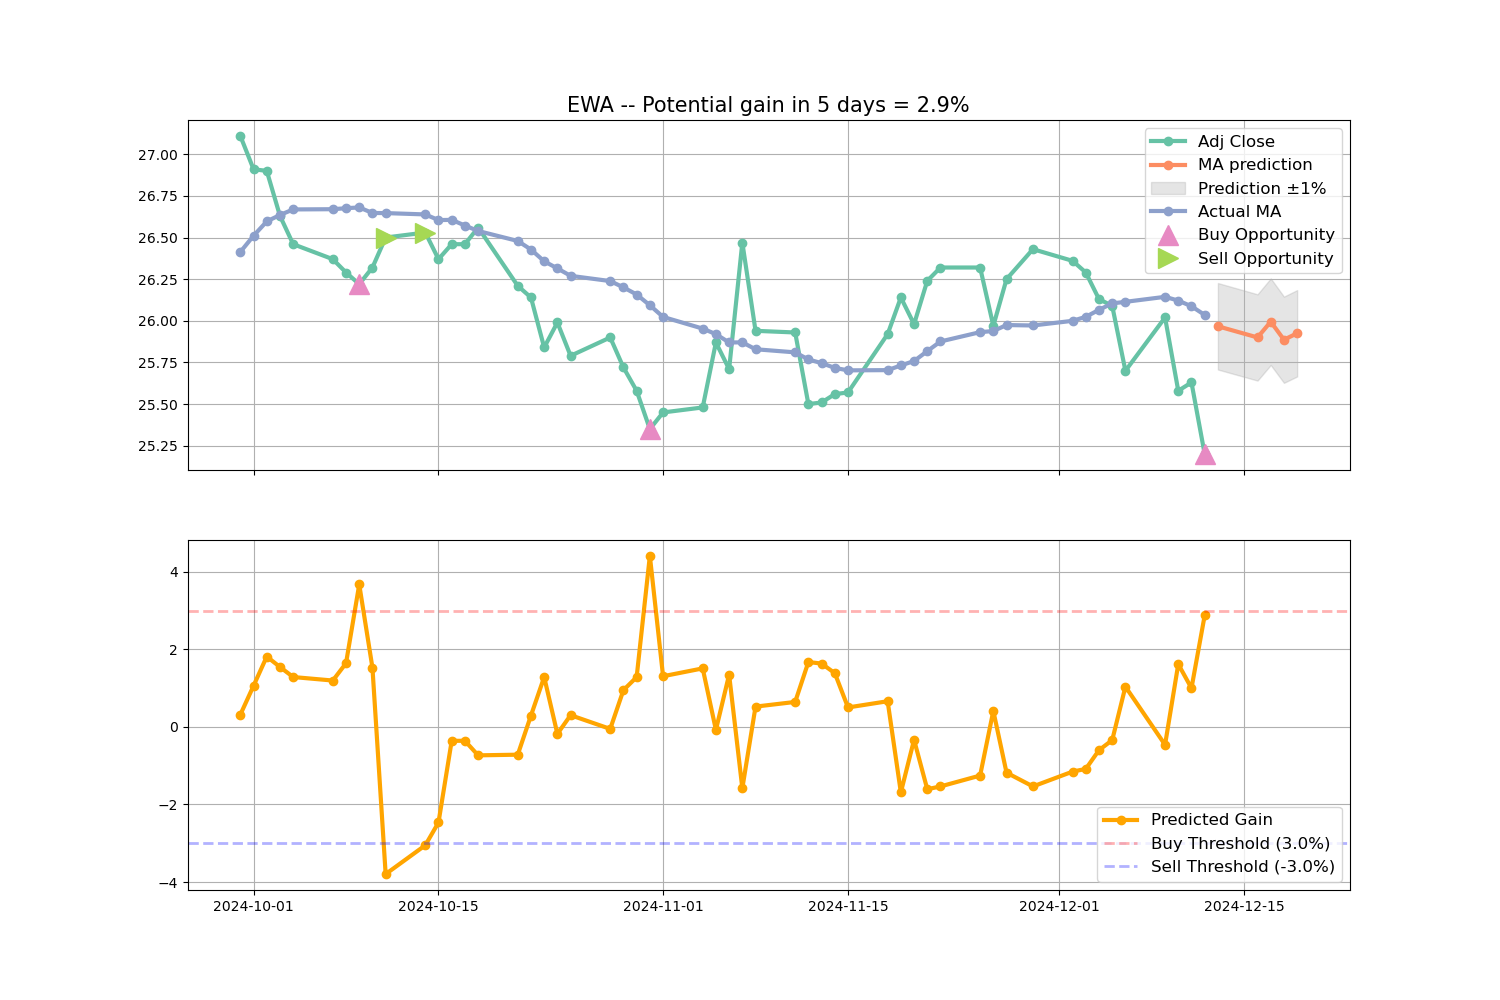 EWA -- Potential gain in 5 days = 2.9%
27.00
26.75
26.50
26.25
26.00
25.75
25.50
25.25
Adj Close
MA prediction
Prediction ±1%
Actual MA
Buy Opportunity
Sell Opportunity
4
2
0
−2
−4
Predicted Gain
Buy Threshold (3.0%)
Sell Threshold (-3.0%)
2024-10-01
2024-10-15
2024-11-01
2024-11-15
2024-12-01
2024-12-15